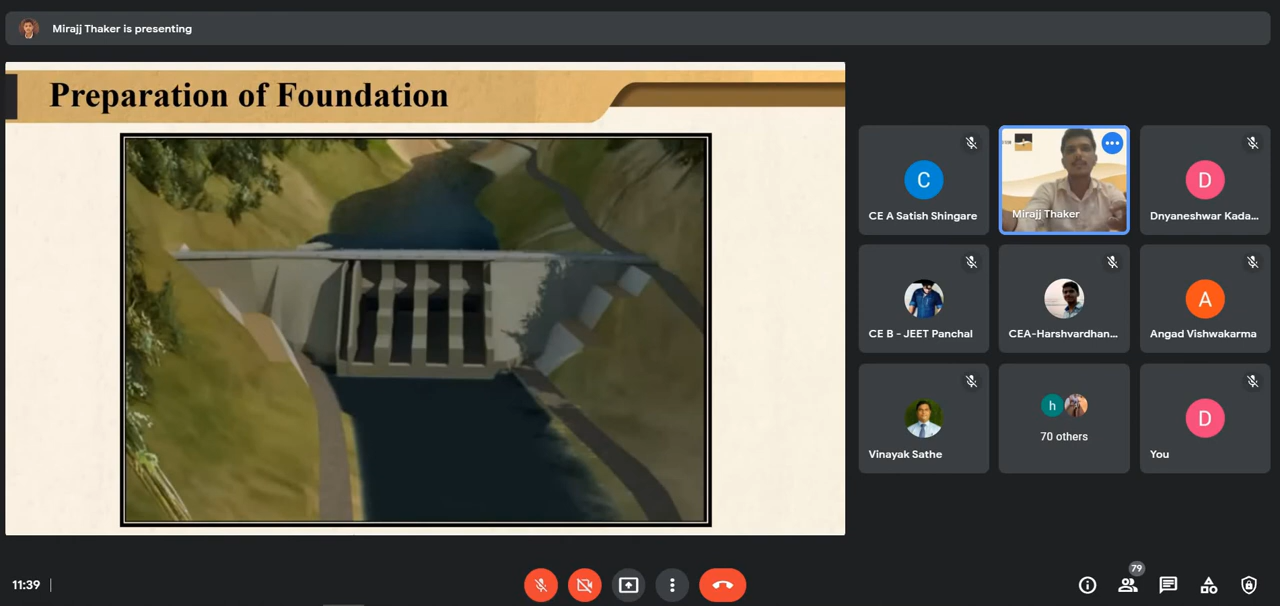 Mirajj Thaker is presenting
Preparation of Foundation
C
CE A Satish Shingare
Mirajj Thaker
D
Dnyaneshwar Kada...
CE B - JEET Panchal
CEA-Harshvardhan...
A
Angad Vishwakarma
Vinayak Sathe
h
70 others
D
You
11:39
79